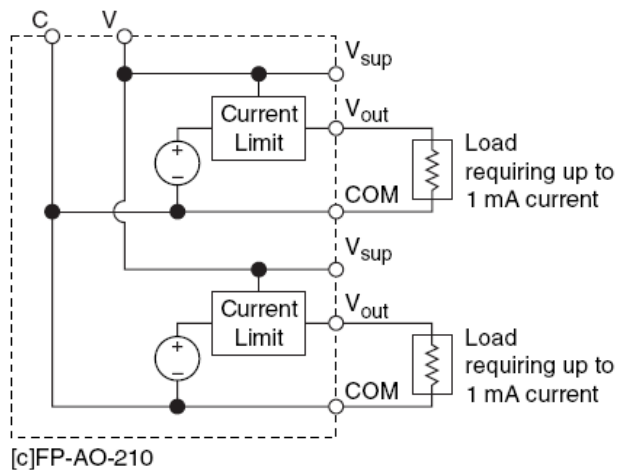 C V
Vsup
Current
Limit
Vout
Load
requiring up to
1 mA current
+
−
COM
Vsup
Current
Limit
Vout
Load
requiring up to
1 mA current
+
−
COM
[c]FP-AO-210